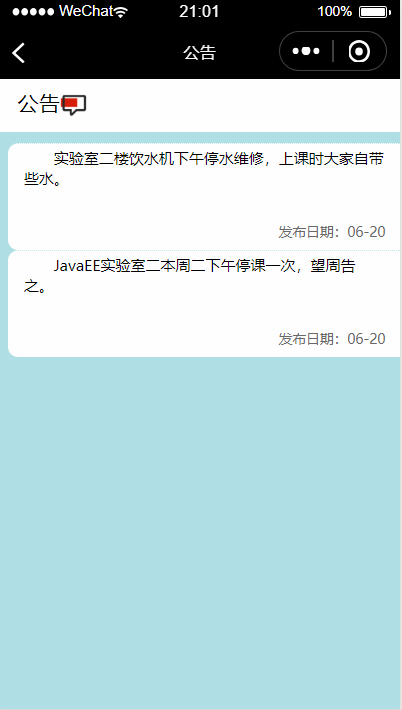 WeChat 21:01 100%
公告
公告
实验室二楼饮水机下午停水维修，上课时大家自带
些水。
发布日期：06-20
JavaEE实验室二本周二下午停课一次，望周告
之。
发布日期：06-20